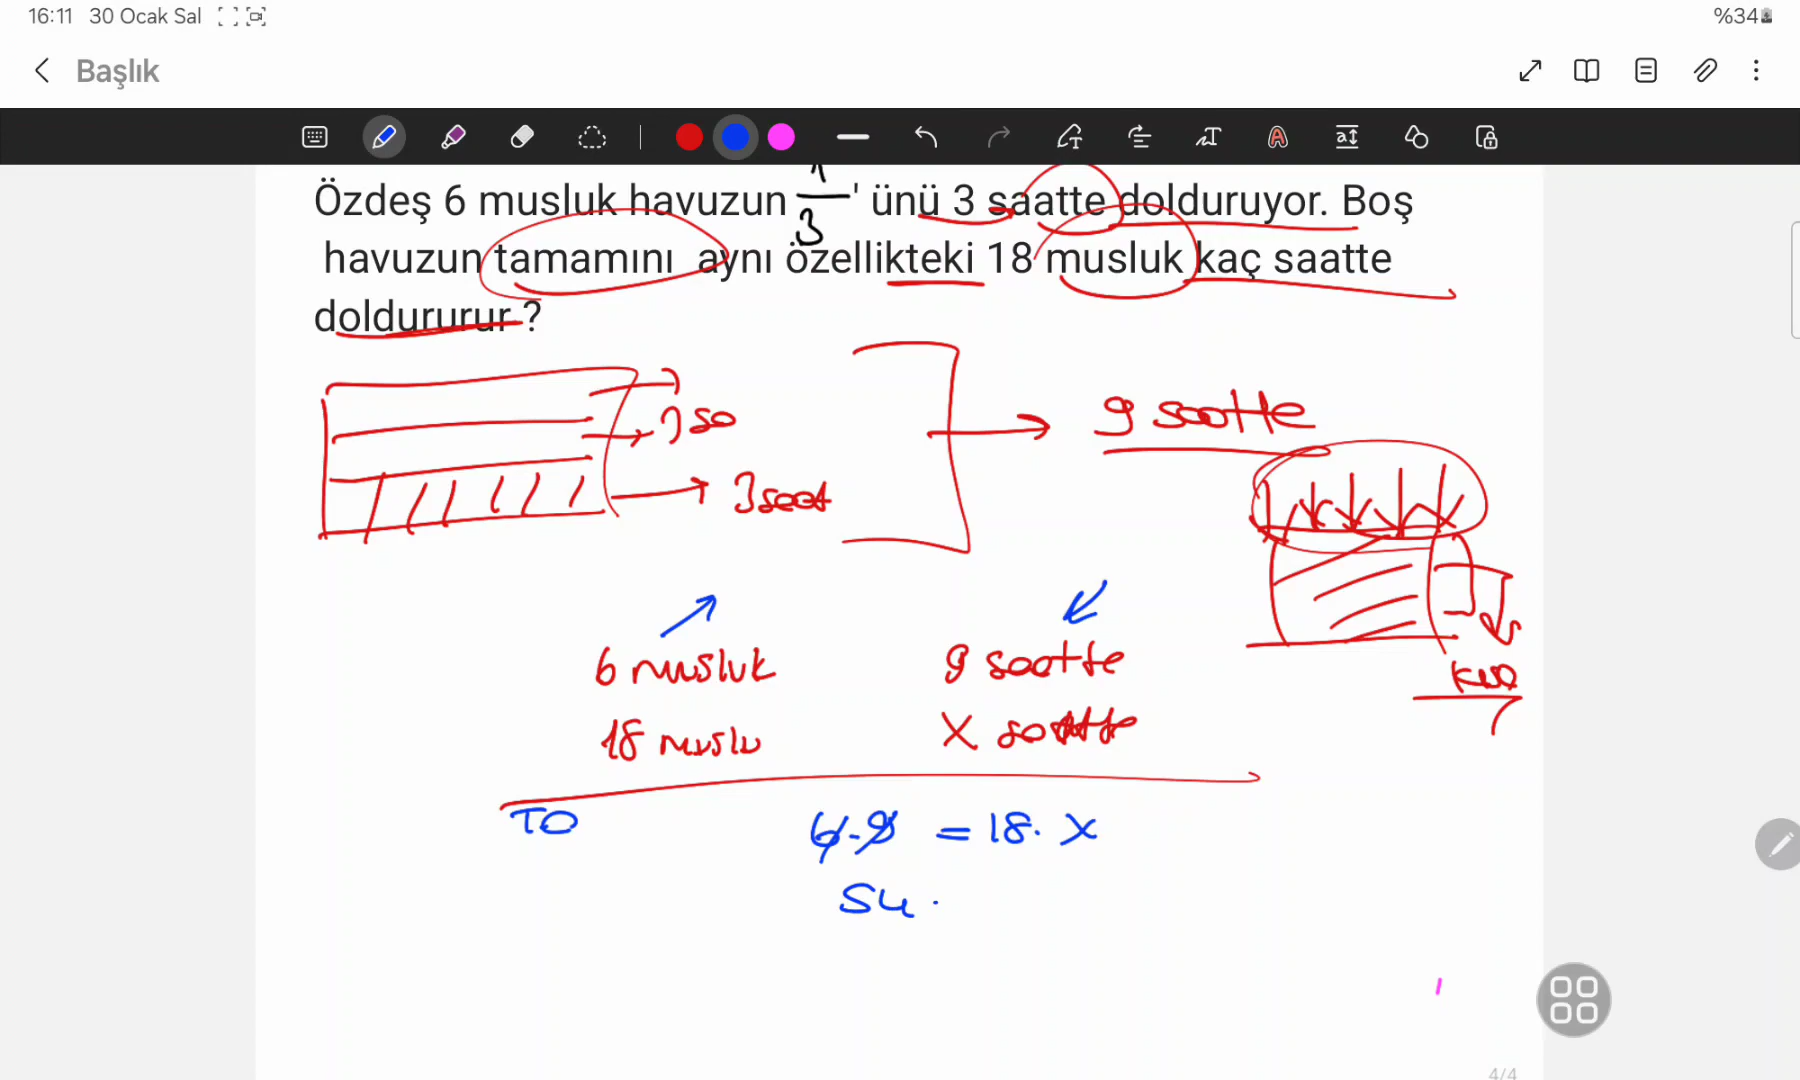 16:11 30 Ocak Sal %34
Başlık
Özdeş 6 musluk havuzun 1/3' ünü 3 saatte dolduruyor. Boş
havuzun tamamını aynı özellikteki 18 musluk kaç saatte
doldururur ?
9 saatte
3 sa
3 saat
6 musluk 9 saatte
18 muslu X saatte
TO 6.9 = 18. X
54 .
4/4